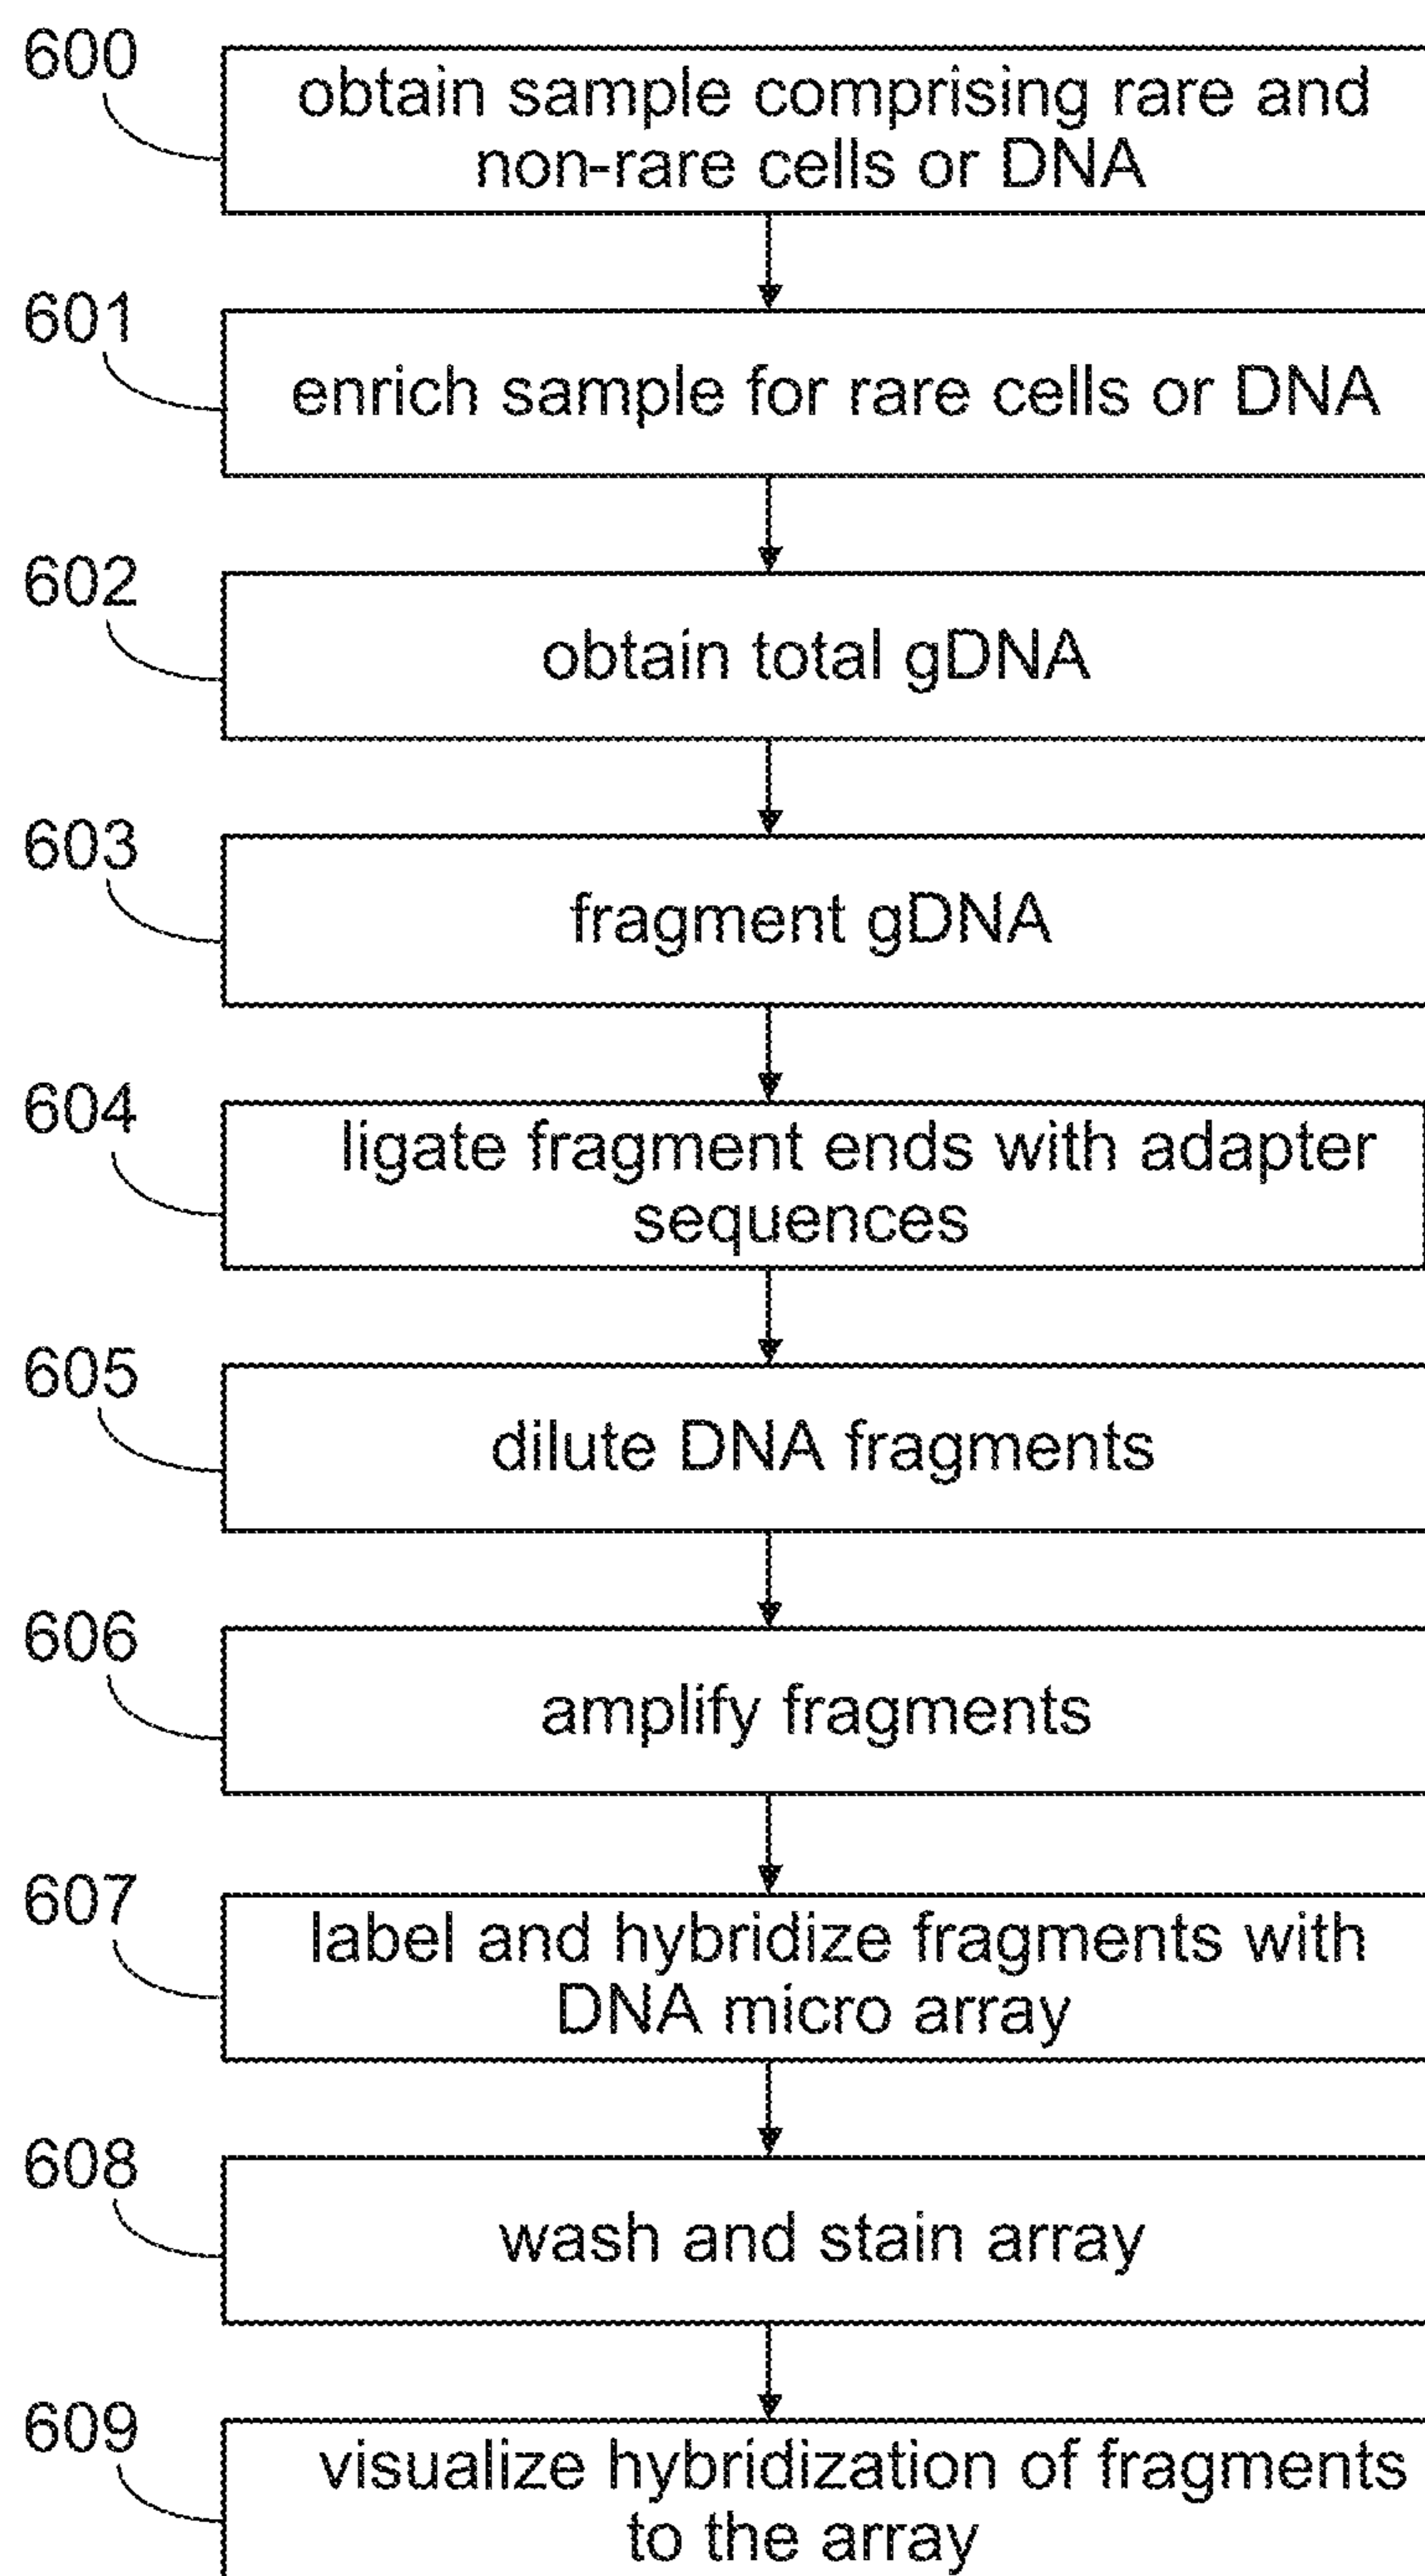 600
obtain sample comprising rare and
non-rare cells or DNA
601
enrich sample for rare cells or DNA
602
obtain total gDNA
603
fragment gDNA
604
ligate fragment ends with adapter
sequences
605
dilute DNA fragments
606
amplify fragments
607
label and hybridize fragments with
DNA micro array
608
wash and stain array
609
visualize hybridization of fragments
to the array